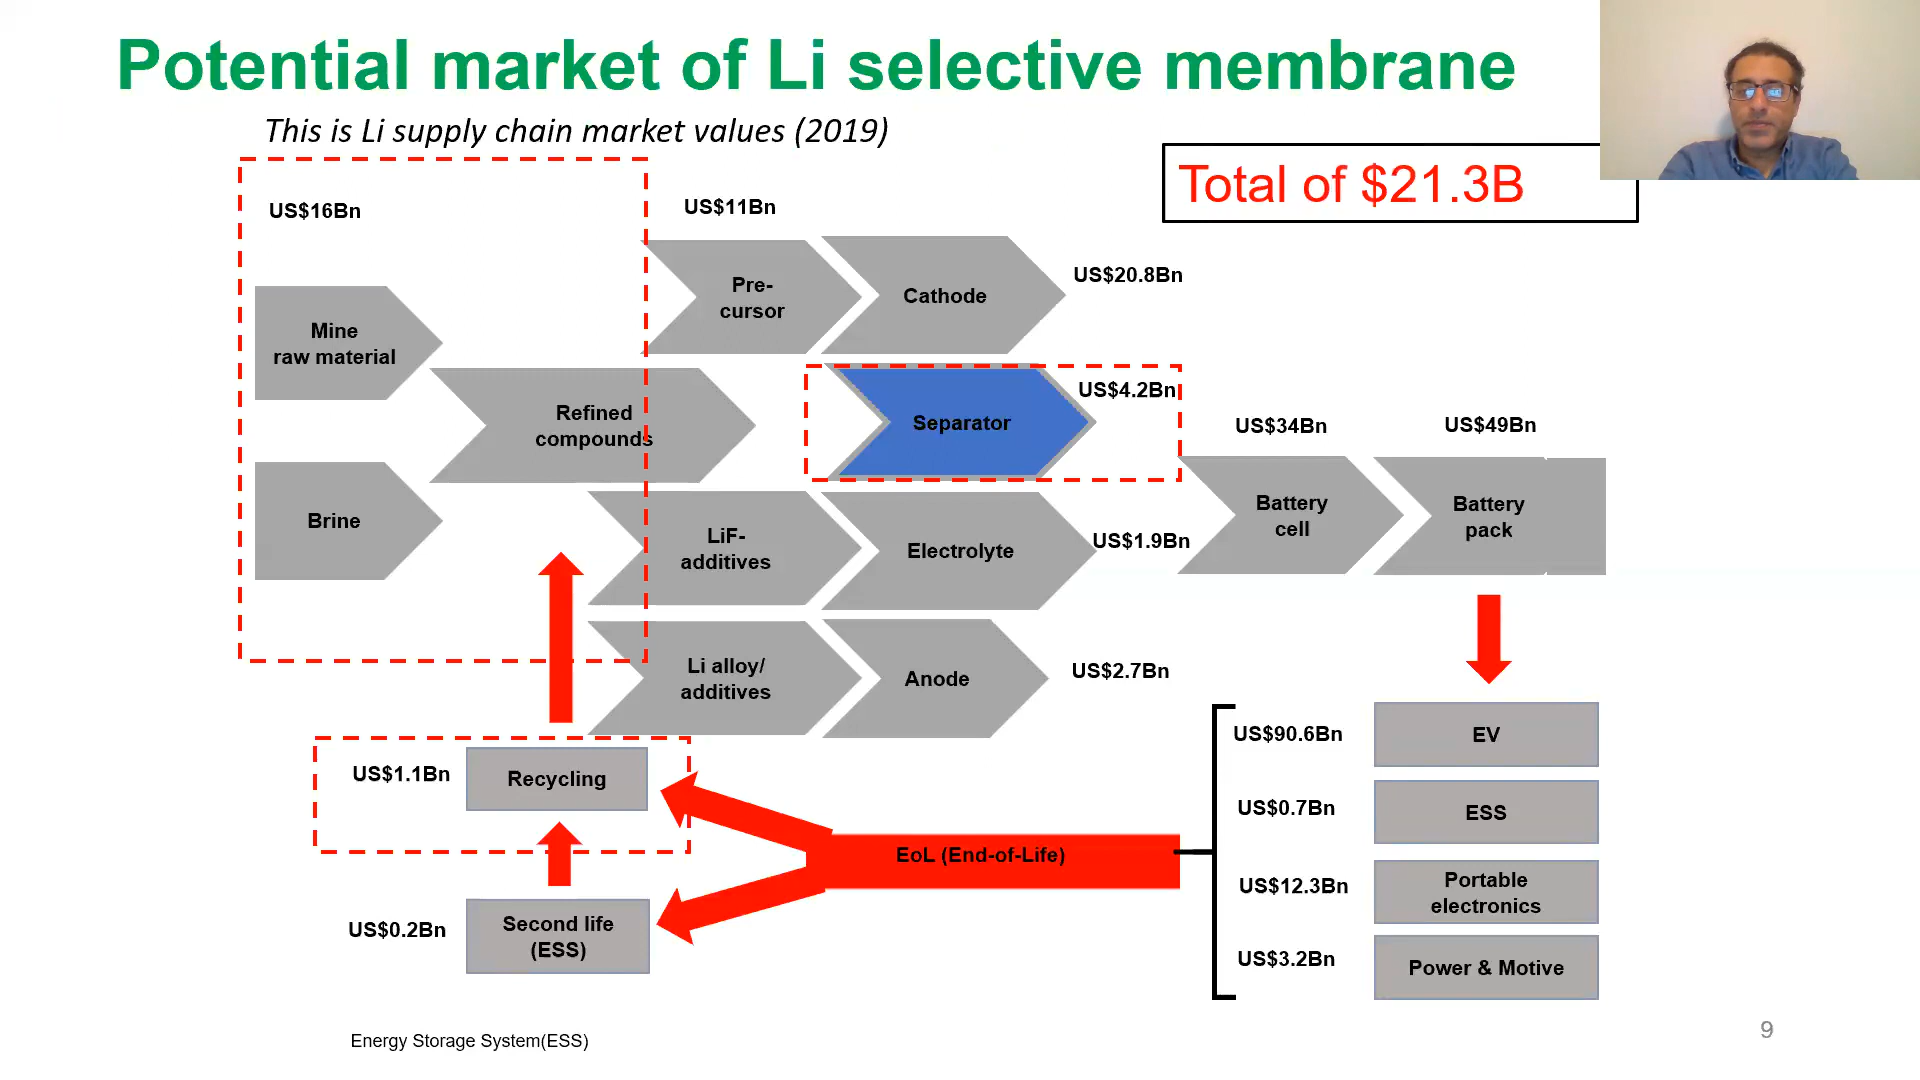 Potential market of Li selective membrane
This is Li supply chain market values (2019)
Total of $21.3B
US$16Bn
US$11Bn
Mine
raw material
Refined
compounds
Brine
Pre-
cursor
Cathode
US$20.8Bn
Separator
US$4.2Bn
LiF-
additives
Electrolyte
US$1.9Bn
Li alloy/
additives
Anode
US$2.7Bn
US$34Bn
US$49Bn
Battery
cell
Battery
pack
US$1.1Bn
Recycling
EoL (End-of-Life)
US$0.2Bn
Second life
(ESS)
US$90.6Bn
EV
US$0.7Bn
ESS
US$12.3Bn
Portable
electronics
US$3.2Bn
Power & Motive
Energy Storage System(ESS)
9